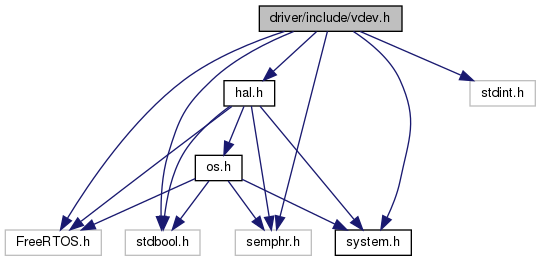 driver/include/vdev.h
hal.h
stdint.h
os.h
FreeRTOS.h
stdbool.h
semphr.h
system.h